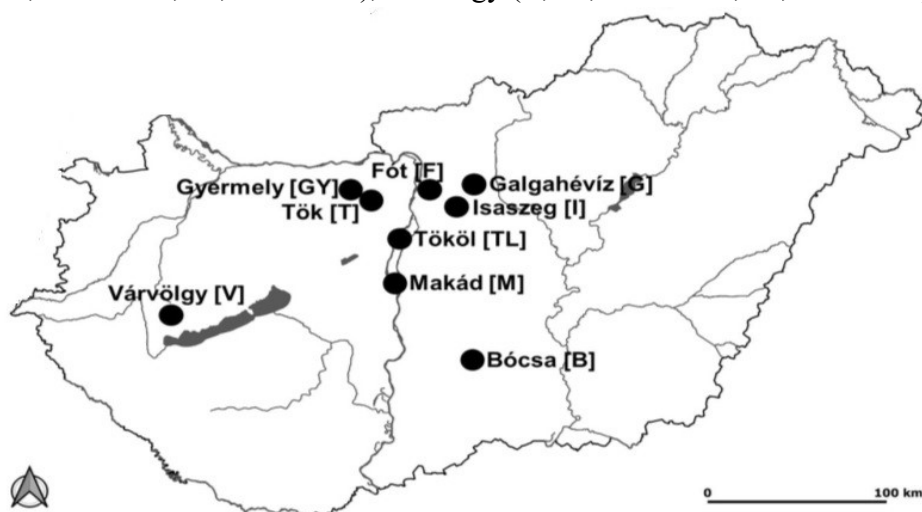 Fót [F]
Gyermely [GY]
Galgahévíz [G]
Tök [T]
Isaszeg [I]
Tököl [TL]
Makád [M]
Várvölgy [V]
Bócsa [B]
0 100 km